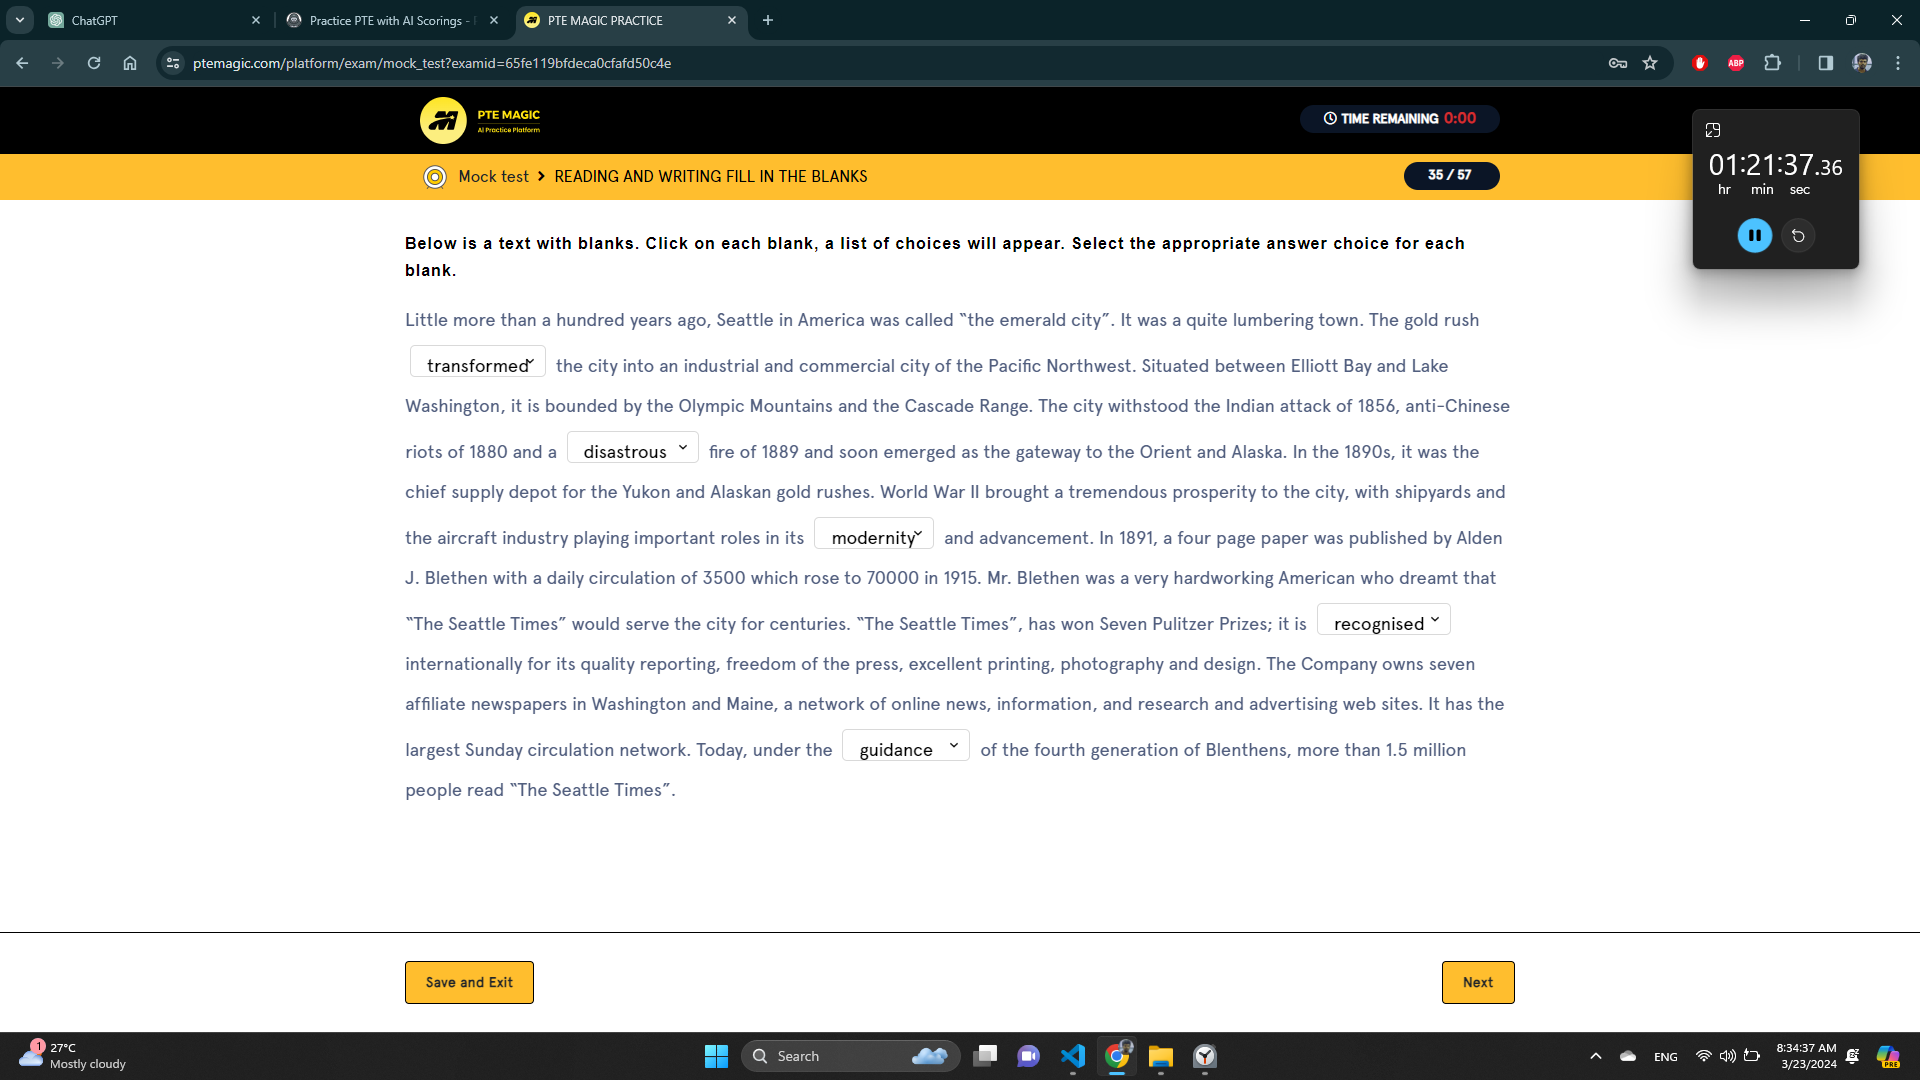 ChatGPT
Practice PTE with AI Scorings -
PTE MAGIC PRACTICE
ptemagic.com/platform/exam/mock_test?examid=65fe119bfdeca0cfafd50c4e
ABP
PTE MAGIC
AI Practice Platform
TIME REMAINING 0:00
Mock test > READING AND WRITING FILL IN THE BLANKS
35 / 57
01:21:37.36
hr min sec
Below is a text with blanks. Click on each blank, a list of choices will appear. Select the appropriate answer choice for each
blank.
Little more than a hundred years ago, Seattle in America was called “the emerald city”. It was a quite lumbering town. The gold rush
transformed the city into an industrial and commercial city of the Pacific Northwest. Situated between Elliott Bay and Lake
Washington, it is bounded by the Olympic Mountains and the Cascade Range. The city withstood the Indian attack of 1856, anti-Chinese
riots of 1880 and a disastrous fire of 1889 and soon emerged as the gateway to the Orient and Alaska. In the 1890s, it was the
chief supply depot for the Yukon and Alaskan gold rushes. World War II brought a tremendous prosperity to the city, with shipyards and
the aircraft industry playing important roles in its modernity and advancement. In 1891, a four page paper was published by Alden
J. Blethen with a daily circulation of 3500 which rose to 70000 in 1915. Mr. Blethen was a very hardworking American who dreamt that
“The Seattle Times” would serve the city for centuries. “The Seattle Times”, has won Seven Pulitzer Prizes; it is recognised
internationally for its quality reporting, freedom of the press, excellent printing, photography and design. The Company owns seven
affiliate newspapers in Washington and Maine, a network of online news, information, and research and advertising web sites. It has the
largest Sunday circulation network. Today, under the guidance of the fourth generation of Blenthens, more than 1.5 million
people read “The Seattle Times”.
Save and Exit
Next
1
27°C
Mostly cloudy
Search
ENG
8:34:37 AM
3/23/2024
PRE